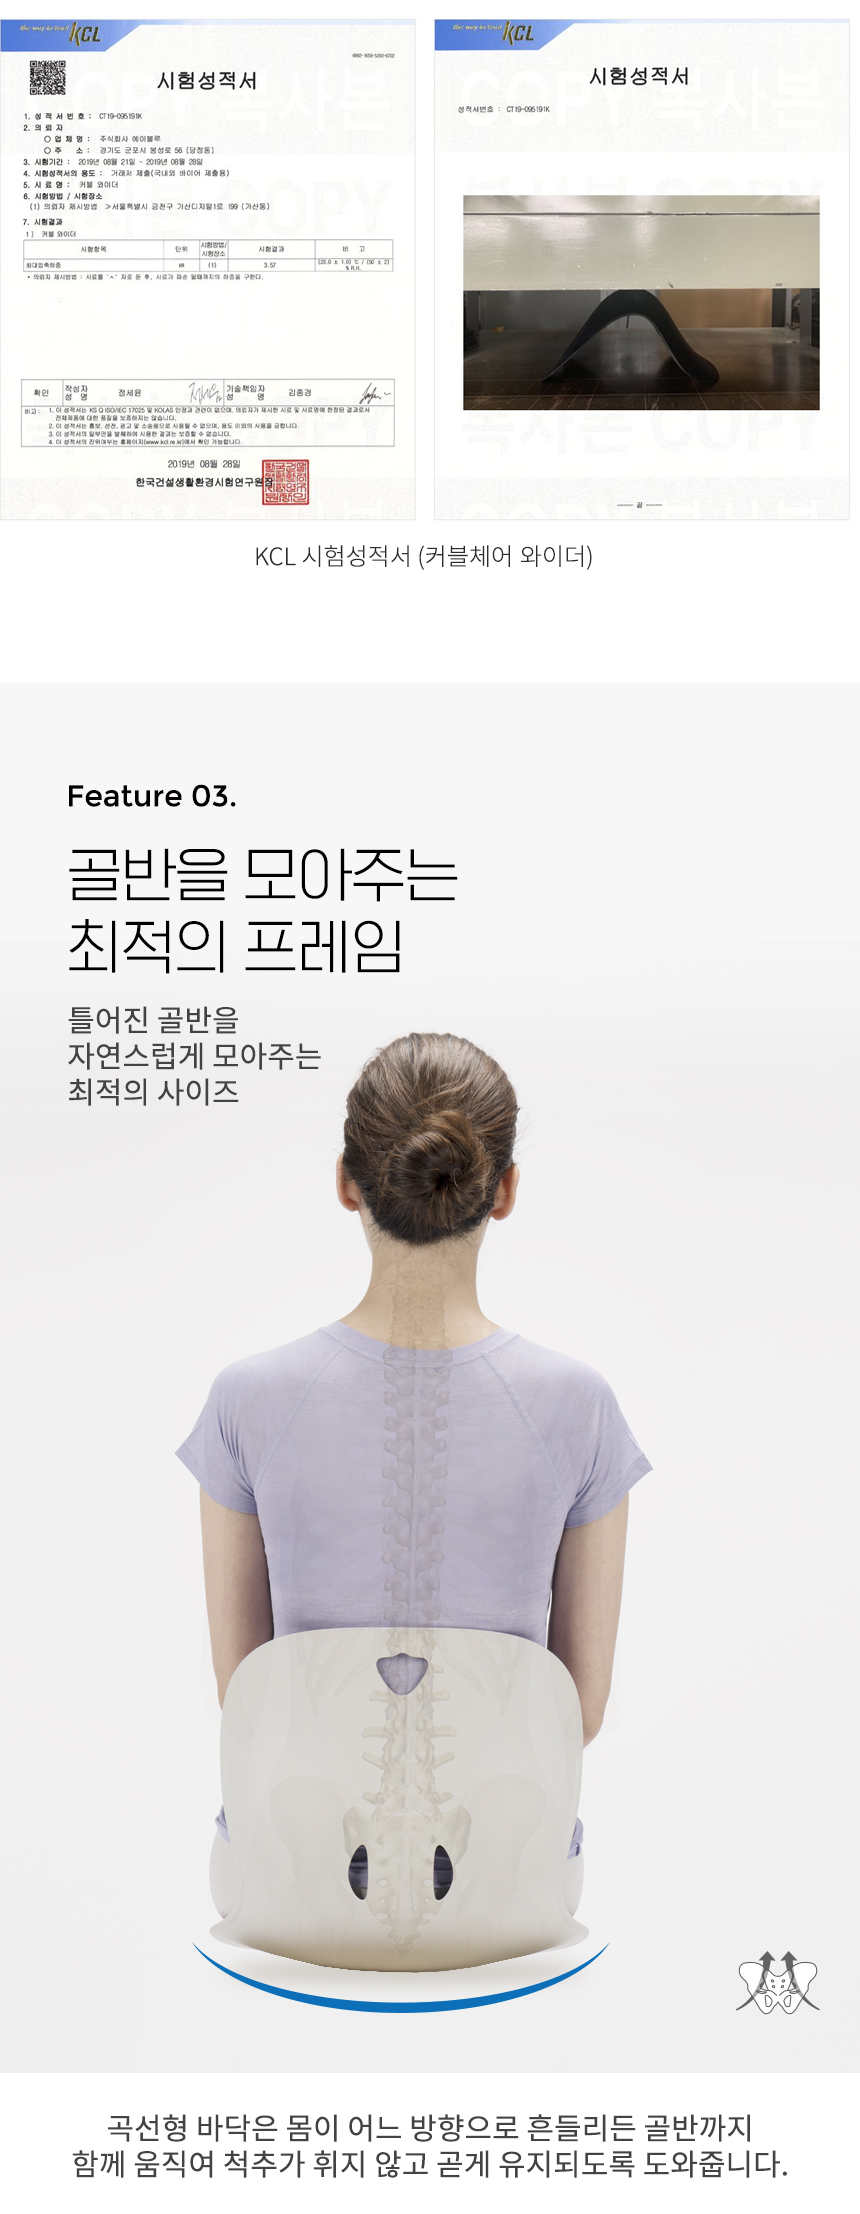 KCL
시험성적서
1. 성 적 서 번 호 : CT19-095191K
2. 의 뢰 자
○ 업 체 명 : 주식회사 에이블루
○ 주 소 : 경기도 군포시 봉성로 56 (당정동)
3. 시험기간 : 2019년 08월 21일 ~ 2019년 08월 28일
4. 시험성적서의 용도 : 거래처 제출(국내외 바이어 제출용)
5. 시 료 명 : 커블 와이더
6. 시험방법 / 시험장소
(1) 의뢰자 제시방법 >서울특별시 금천구 가산디지털1로 199 (가산동)
7. 시험결과
1) 커블 와이더
시험항목 단위 시험방법/시험장소 시험결과 비 고
최대압축하중 kN (1) 3.57 (23.0 ± 1.0) ℃ / (50 ± 2) % R.H.
* 의뢰자 제시방법 : 시료를 'ㅅ' 자로 둔 후, 시료가 파손 될때까지의 하중을 구한다.
확인 작성자 성 명 정세윤 기술책임자 성 명 김종경
비고 : 1. 이 성적서는 KS Q ISO/IEC 17025 및 KOLAS 인정과 관련이 없으며, 의뢰자가 제시한 시료 및 시료명에 한정된 결과로서
전체제품에 대한 품질을 보증하지는 않습니다.
2. 이 성적서는 홍보, 선전, 광고 및 소송용으로 사용될 수 없으며, 용도 이외의 사용을 금합니다.
3. 이 성적서의 일부만을 발췌하여 사용한 결과는 보증할 수 없습니다.
4. 이 성적서의 진위여부는 홈페이지(www.kcl.re.kr)에서 확인 가능합니다.
2019년 08월 28일
한국건설생활환경시험연구원장
KCL
시험성적서
성적서번호 : CT19-095191K
끝
KCL 시험성적서 (커블체어 와이더)
Feature 03.
골반을 모아주는
최적의 프레임
틀어진 골반을
자연스럽게 모아주는
최적의 사이즈
곡선형 바닥은 몸이 어느 방향으로 흔들리든 골반까지
함께 움직여 척추가 휘지 않고 곧게 유지되도록 도와줍니다.